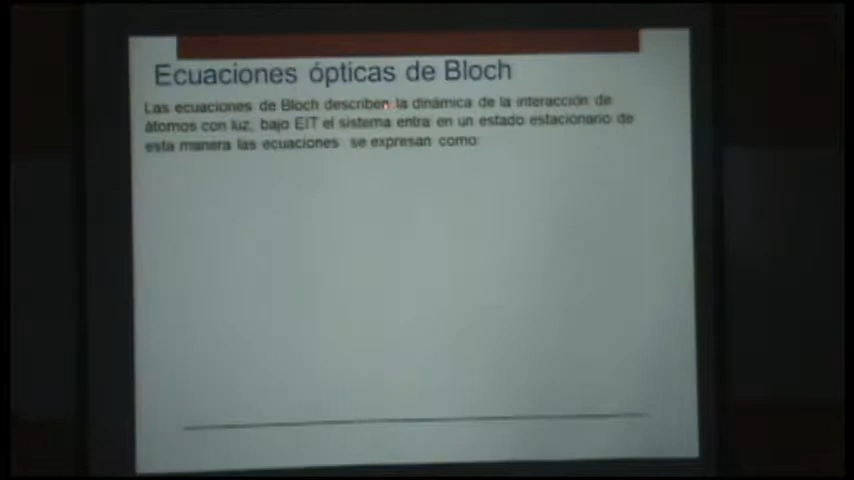 Ecuaciones ópticas de Bloch
Las ecuaciones de Bloch describen la dinámica de la interacción de
átomos con luz, bajo EIT el sistema entra en un estado estacionario de
esta manera las ecuaciones se expresan como: